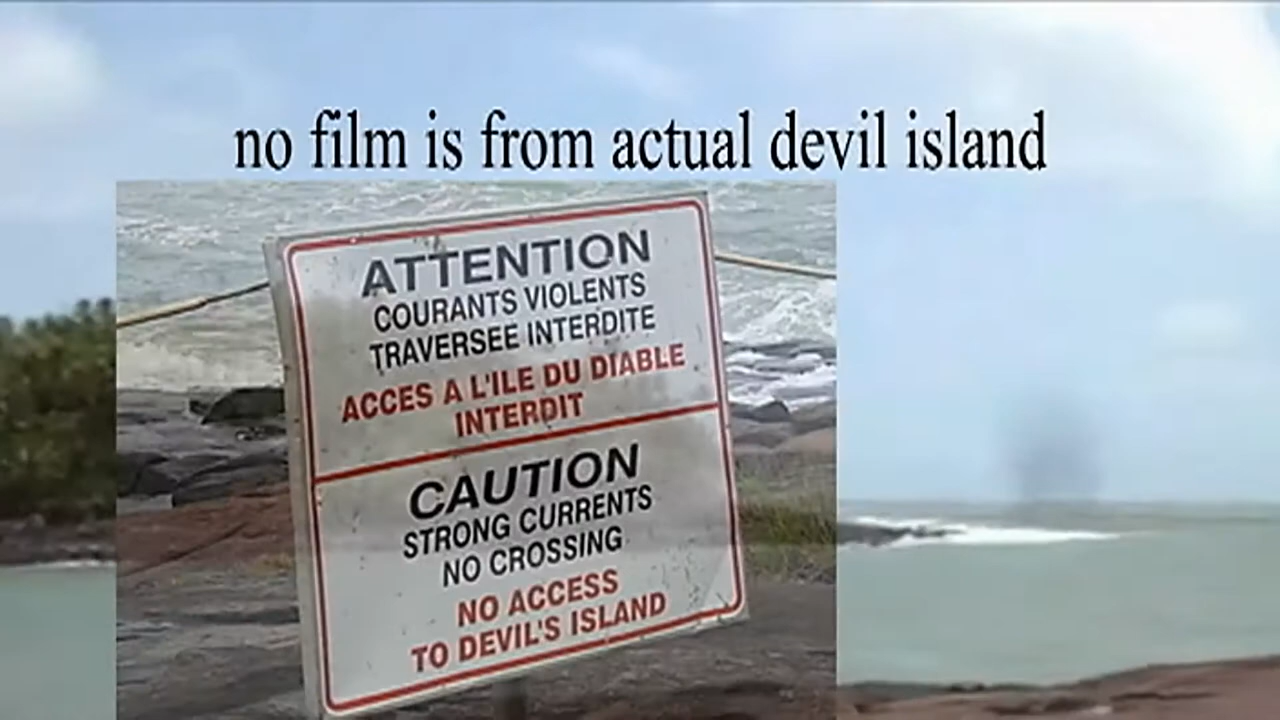 no film is from actual devil island
ATTENTION
COURANTS VIOLENTS
TRAVERSEE INTERDITE
ACCES A L'ILE DU DIABLE
INTERDIT
CAUTION
STRONG CURRENTS
NO CROSSING
NO ACCESS
TO DEVIL'S ISLAND